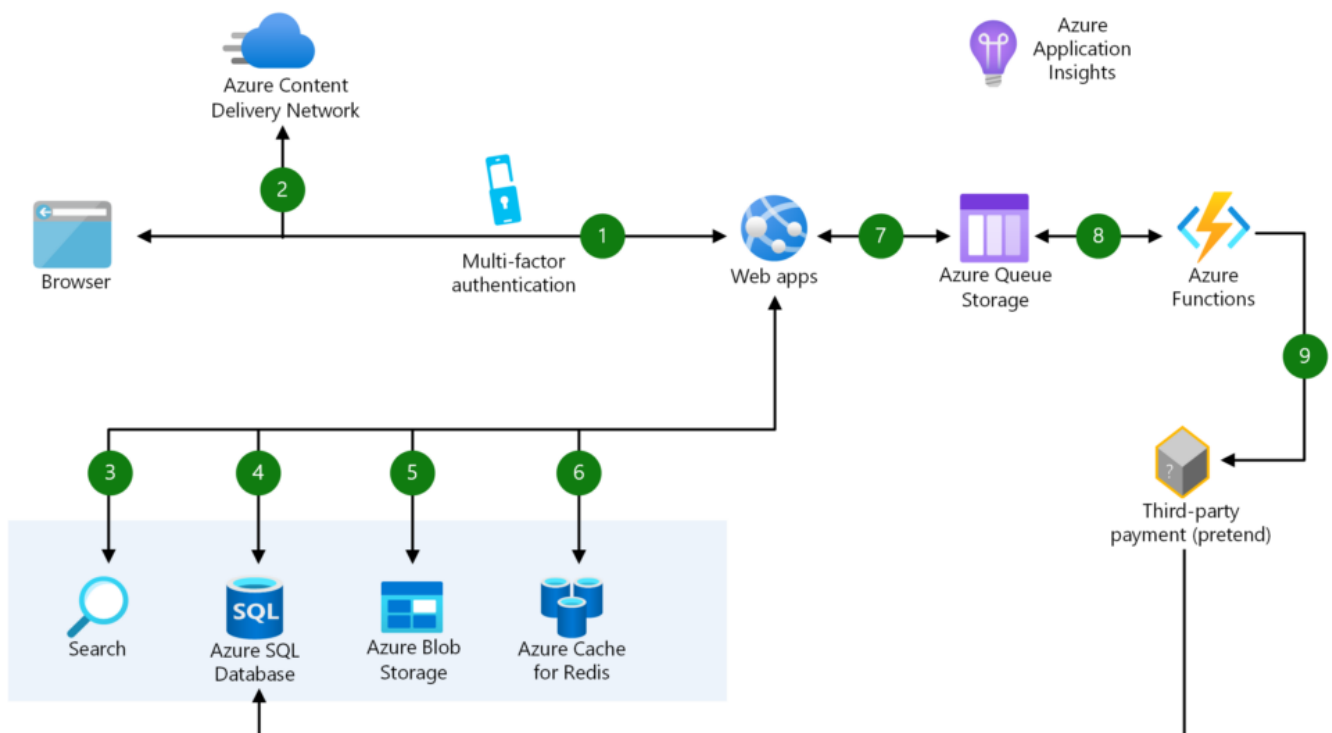 Azure
Application
Insights
Azure Content
Delivery Network
2
1
7
8
Multi-factor
authentication
Browser
Web apps
Azure Queue
Storage
Azure
Functions
9
3
4
5
6
?
Third-party
payment (pretend)
SQL
Search
Azure SQL
Database
Azure Blob
Storage
Azure Cache
for Redis